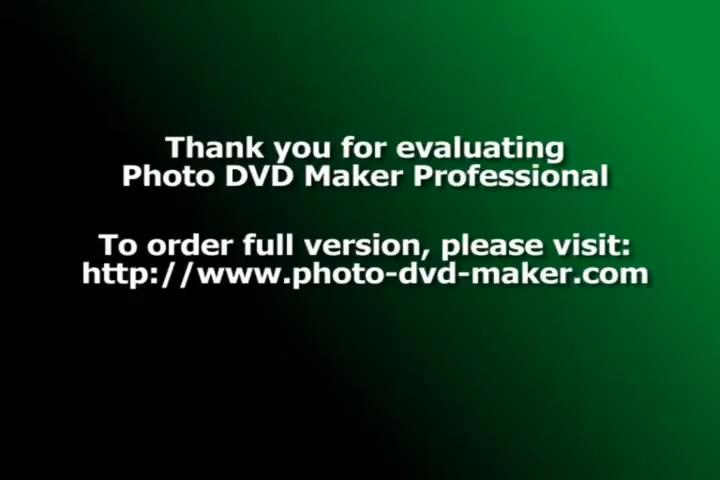 Thank you for evaluating
Photo DVD Maker Professional
To order full version, please visit:
http://www.photo-dvd-maker.com